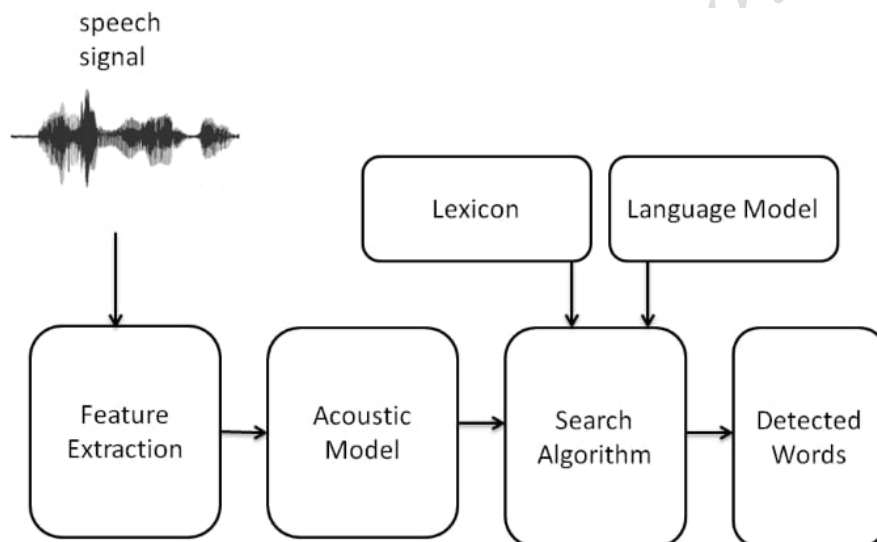 speech
signal
Lexicon
Language Model
Feature
Extraction
Acoustic
Model
Search
Algorithm
Detected
Words